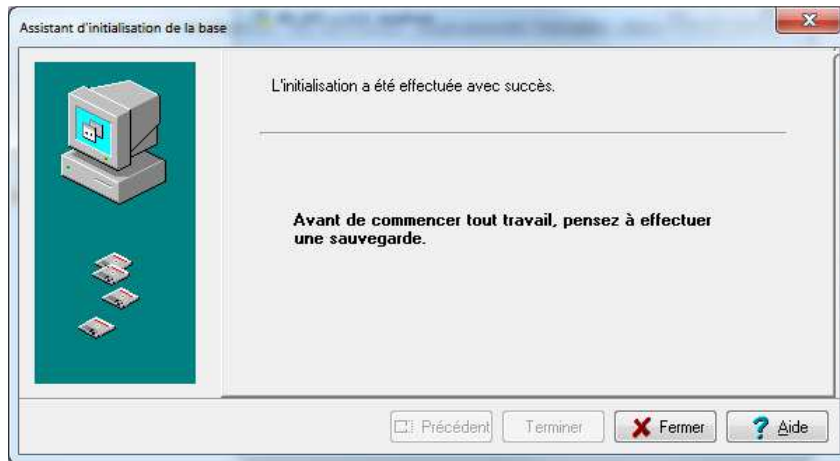 Assistant d'initialisation de la base
L'initialisation a été effectuée avec succès.
Avant de commencer tout travail, pensez à effectuer
une sauvegarde.
Précédent
Terminer
Fermer
Aide